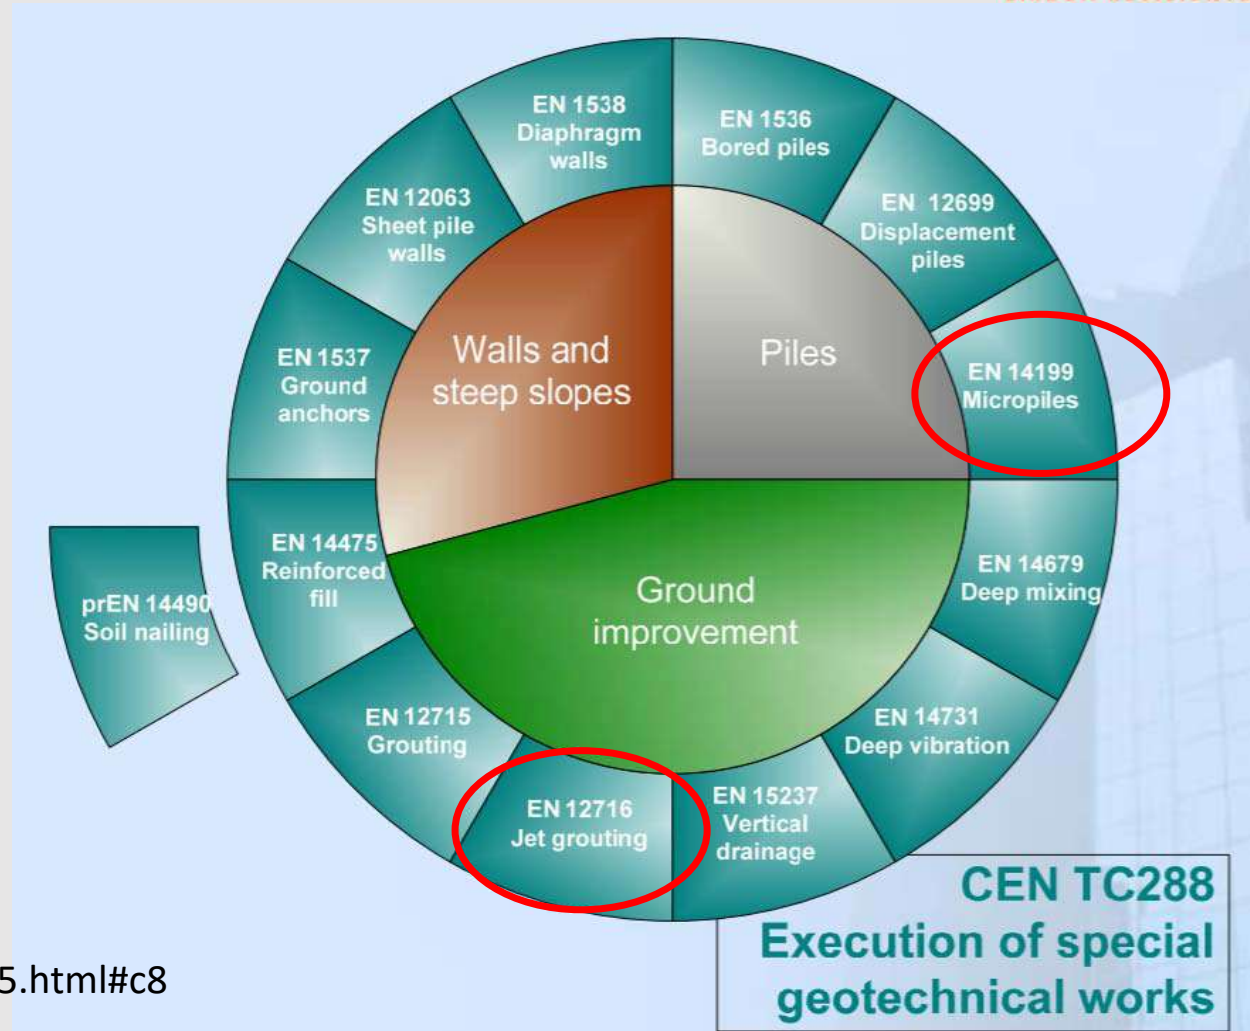 EN 1538
Diaphragm
walls
EN 1536
Bored piles
EN 12063
Sheet pile
walls
EN 12699
Displacement
piles
EN 1537
Ground
anchors
Walls and
steep slopes
Piles
EN 14199
Micropiles
EN 14475
Reinforced
fill
prEN 14490
Soil nailing
Ground
improvement
EN 14679
Deep mixing
EN 12715
Grouting
EN 14731
Deep vibration
EN 12716
Jet grouting
EN 15237
Vertical
drainage
CEN TC288
Execution of special
geotechnical works
5.html#c8